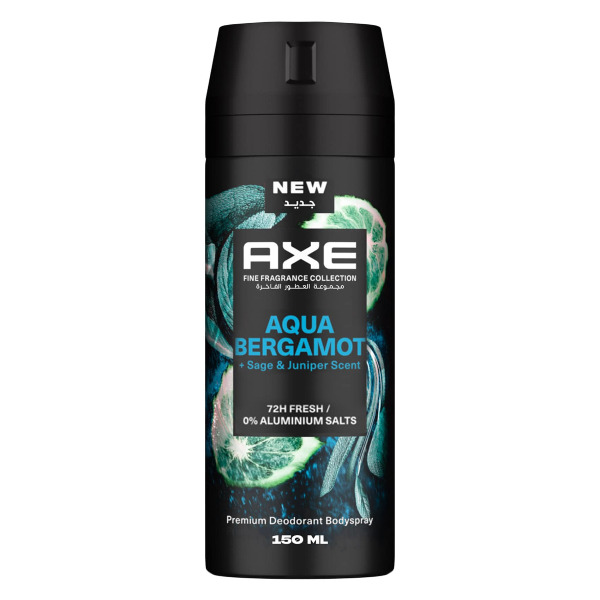 NEW
جديد
AXE
FINE FRAGRANCE COLLECTION
مجموعة العطور الفاخرة
AQUA
BERGAMOT
+ Sage & Juniper Scent
72H FRESH /
0% ALUMINIUM SALTS
Premium Deodorant Bodyspray
150 ML